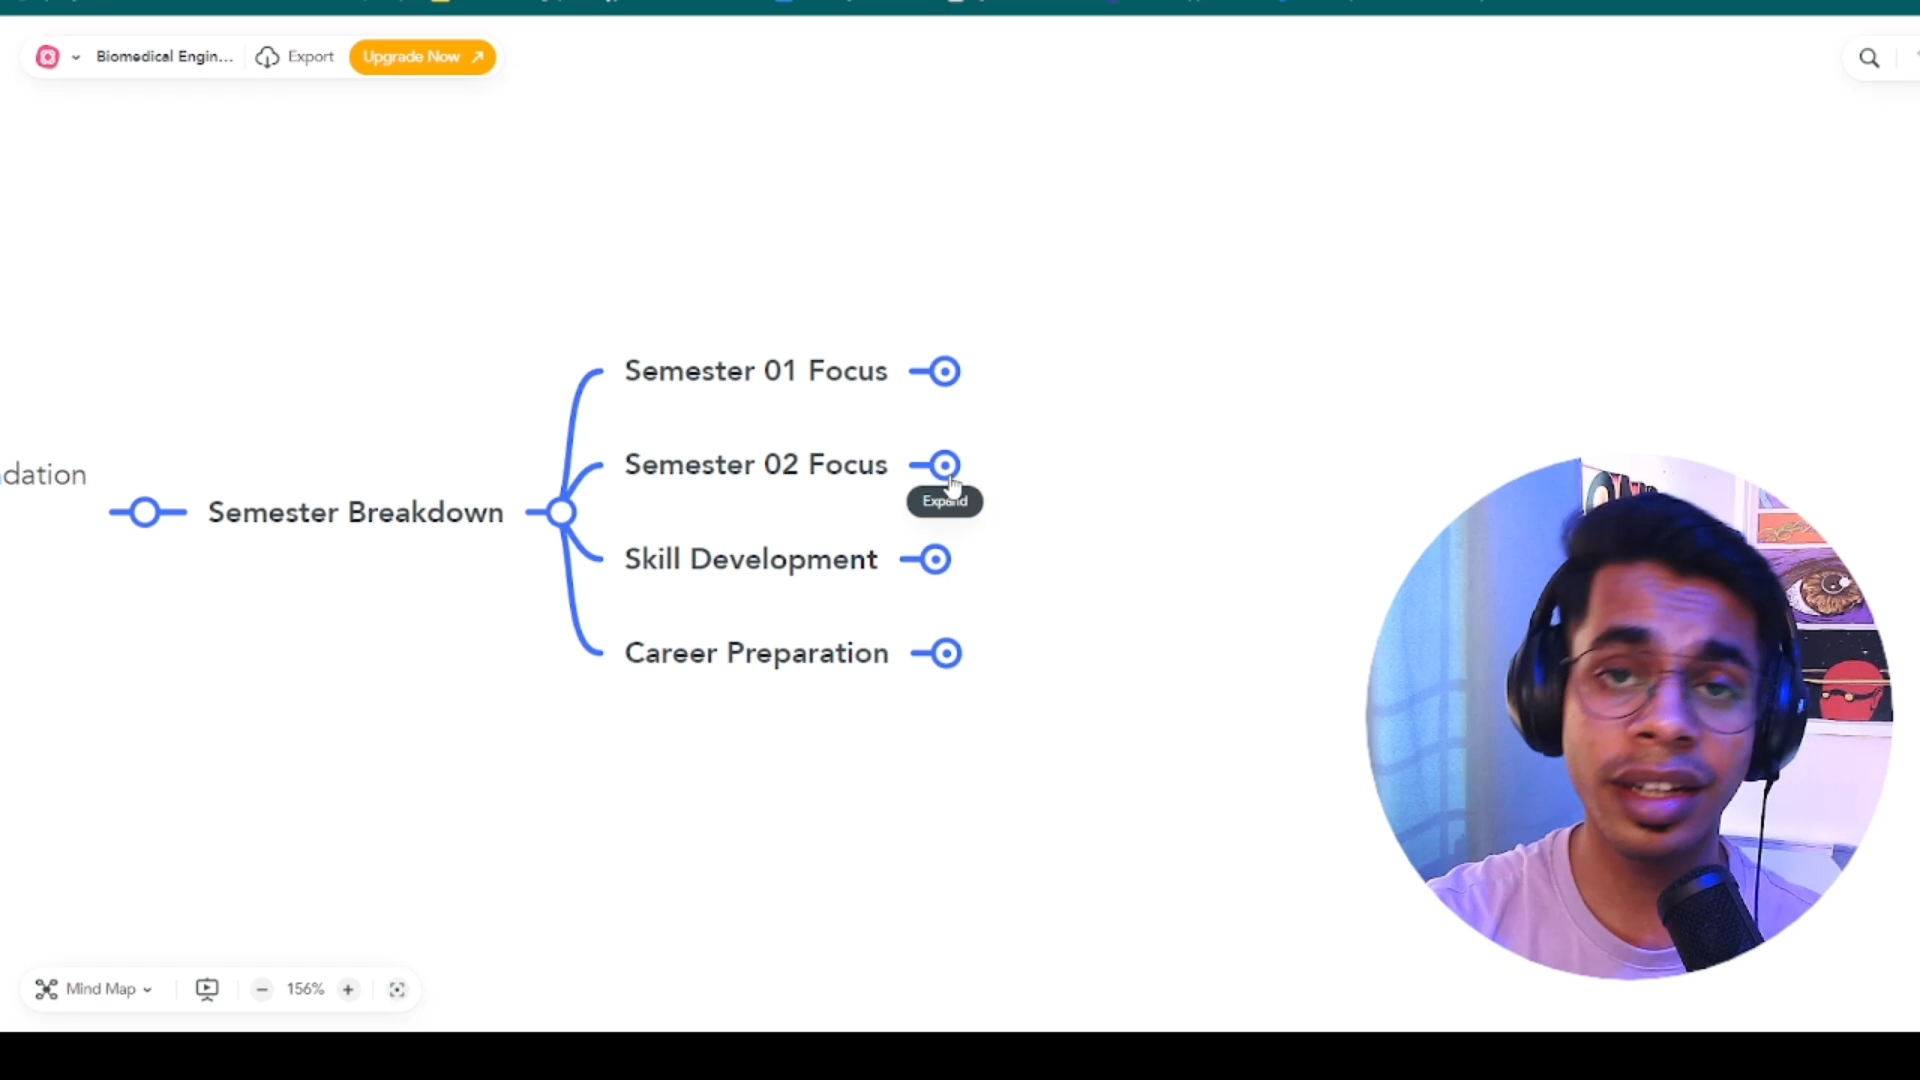 Biomedical Engin...
Export
Upgrade Now
dation
Semester Breakdown
Semester 01 Focus
Semester 02 Focus
Expand
Skill Development
Career Preparation
Mind Map
156%